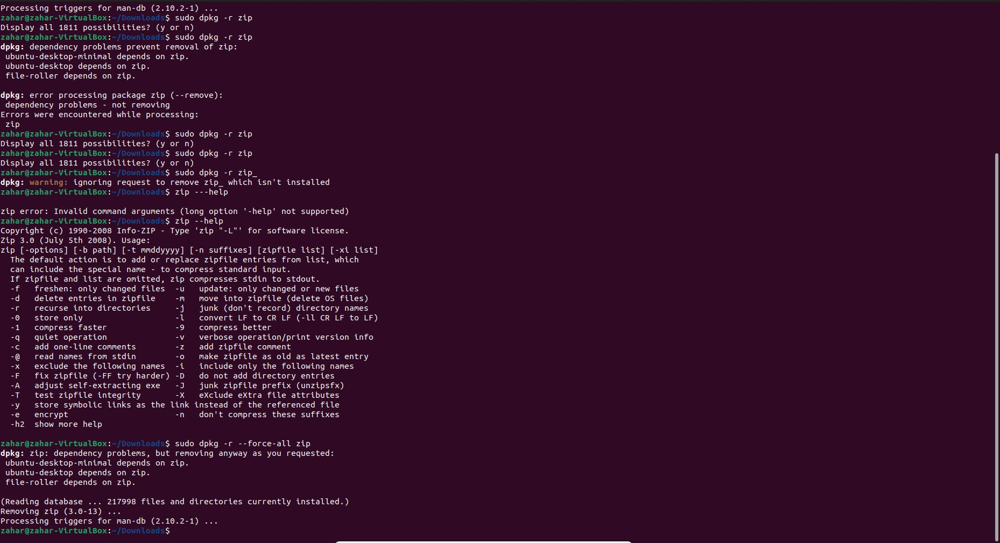 Processing triggers for man-db (2.10.2-1) ...
zahar@zahar-VirtualBox:~/Downloads$ sudo dpkg -r zip
Display all 1811 possibilities? (y or n)
zahar@zahar-VirtualBox:~/Downloads$ sudo dpkg -r zip
dpkg: dependency problems prevent removal of zip:
 ubuntu-desktop-minimal depends on zip.
 ubuntu-desktop depends on zip.
 file-roller depends on zip.

dpkg: error processing package zip (--remove):
 dependency problems - not removing
Errors were encountered while processing:
 zip
zahar@zahar-VirtualBox:~/Downloads$ sudo dpkg -r zip
Display all 1811 possibilities? (y or n)
zahar@zahar-VirtualBox:~/Downloads$ sudo dpkg -r zip
Display all 1811 possibilities? (y or n)
zahar@zahar-VirtualBox:~/Downloads$ sudo dpkg -r zip_
dpkg: warning: ignoring request to remove zip_ which isn't installed
zahar@zahar-VirtualBox:~/Downloads$ zip ---help

zip error: Invalid command arguments (long option '-help' not supported)
zahar@zahar-VirtualBox:~/Downloads$ zip --help
Copyright (c) 1990-2008 Info-ZIP - Type 'zip "-L"' for software license.
Zip 3.0 (July 5th 2008). Usage:
zip [-options] [-b path] [-t mmddyyyy] [-n suffixes] [zipfile list] [-xi list]
  The default action is to add or replace zipfile entries from list, which
  can include the special name - to compress standard input.
  If zipfile and list are omitted, zip compresses stdin to stdout.
  -f   freshen: only changed files  -u   update: only changed or new files
  -d   delete entries in zipfile    -m   move into zipfile (delete OS files)
  -r   recurse into directories     -j   junk (don't record) directory names
  -0   store only                   -l   convert LF to CR LF (-ll CR LF to LF)
  -1   compress faster              -9   compress better
  -q   quiet operation              -v   verbose operation/print version info
  -c   add one-line comments        -z   add zipfile comment
  -@   read names from stdin        -o   make zipfile as old as latest entry
  -x   exclude the following names  -i   include only the following names
  -F   fix zipfile (-FF try harder) -D   do not add directory entries
  -A   adjust self-extracting exe   -J   junk zipfile prefix (unzipsfx)
  -T   test zipfile integrity       -X   eXclude eXtra file attributes
  -y   store symbolic links as the link instead of the referenced file
  -e   encrypt                      -n   don't compress these suffixes
  -h2  show more help

zahar@zahar-VirtualBox:~/Downloads$ sudo dpkg -r --force-all zip
dpkg: zip: dependency problems, but removing anyway as you requested:
 ubuntu-desktop-minimal depends on zip.
 ubuntu-desktop depends on zip.
 file-roller depends on zip.

(Reading database ... 217998 files and directories currently installed.)
Removing zip (3.0-13) ...
Processing triggers for man-db (2.10.2-1) ...
zahar@zahar-VirtualBox:~/Downloads$